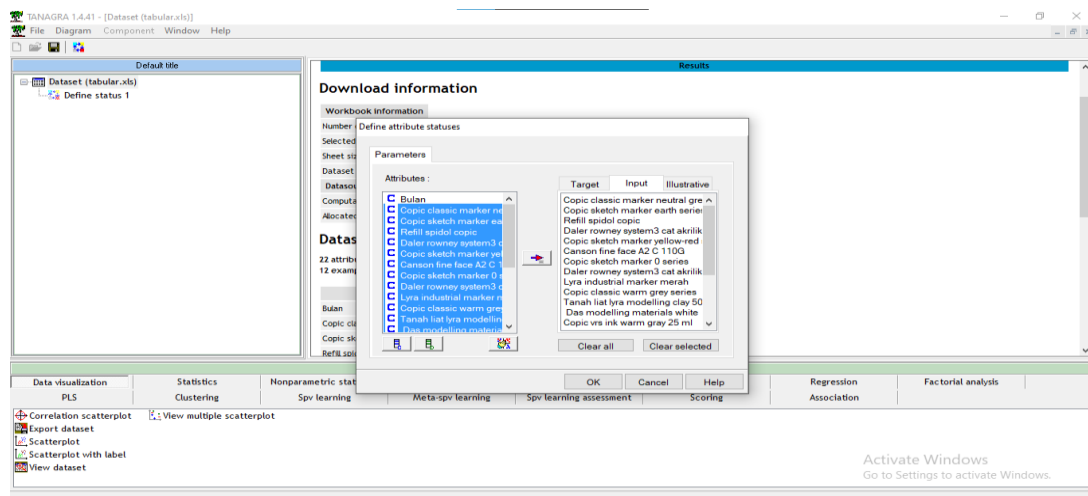 TANAGRA 1.4.41 - [Dataset (tabular.xls)]
File Diagram Component Window Help
Default title
Dataset (tabular.xls)
Define status 1
Results
Download information
Workbook information
Number
Selected
Sheet
Dataset
Computa
Allocated
Datas
22 attrib
12 examp
Bulan
Copic cla
Copic sk
Refill spi
Define attribute statuses
Parameters
Attributes :
C Bulan
C Copic classic marker ne
C Copic sketch marker ea
C Refill spidol copic
C Daler rowney system3 c
C Copic sketch marker yel
C Canson fine face A2 C 1
C Copic sketch marker 0 s
C Daler rowney system3 c
C Lyra industrial marker m
C Copic classic warm grey
C Tanah liat lyra modellin
C Das modelling materia
Target Input Illustrative
Copic classic marker neutral gre
Copic sketch marker earth serie
Refill spidol copic
Daler rowney system3 cat akrilik
Copic sketch marker yellow-red
Canson fine face A2 C 110G
Copic sketch marker 0 series
Daler rowney system3 cat akrilik
Lyra industrial marker merah
Copic classic warm grey series
Tanah liat lyra modelling clay 50
Das modelling materials white
Copic vrs ink warm gray 25 ml
Clear all Clear selected
OK Cancel Help
Data visualization Statistics Nonparametric stat Regression Factorial analysis
PLS Clustering Spv learning Meta-spv learning Spv learning assessment Scoring Association
Correlation scatterplot View multiple scatterplot
Export dataset
Scatterplot
Scatterplot with label
View dataset
Activate Windows
Go to Settings to activate Windows.